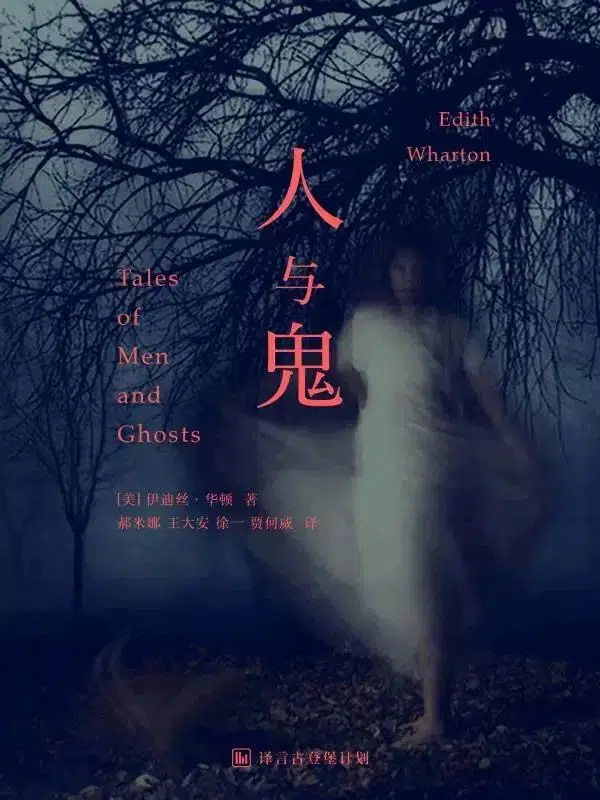 Edith
Wharton
人
与
鬼
Tales
of
Men
and
Ghosts
[美] 伊迪丝·华顿 著
郝米娜 王大安 徐一 贾何威 译
译言古登堡计划